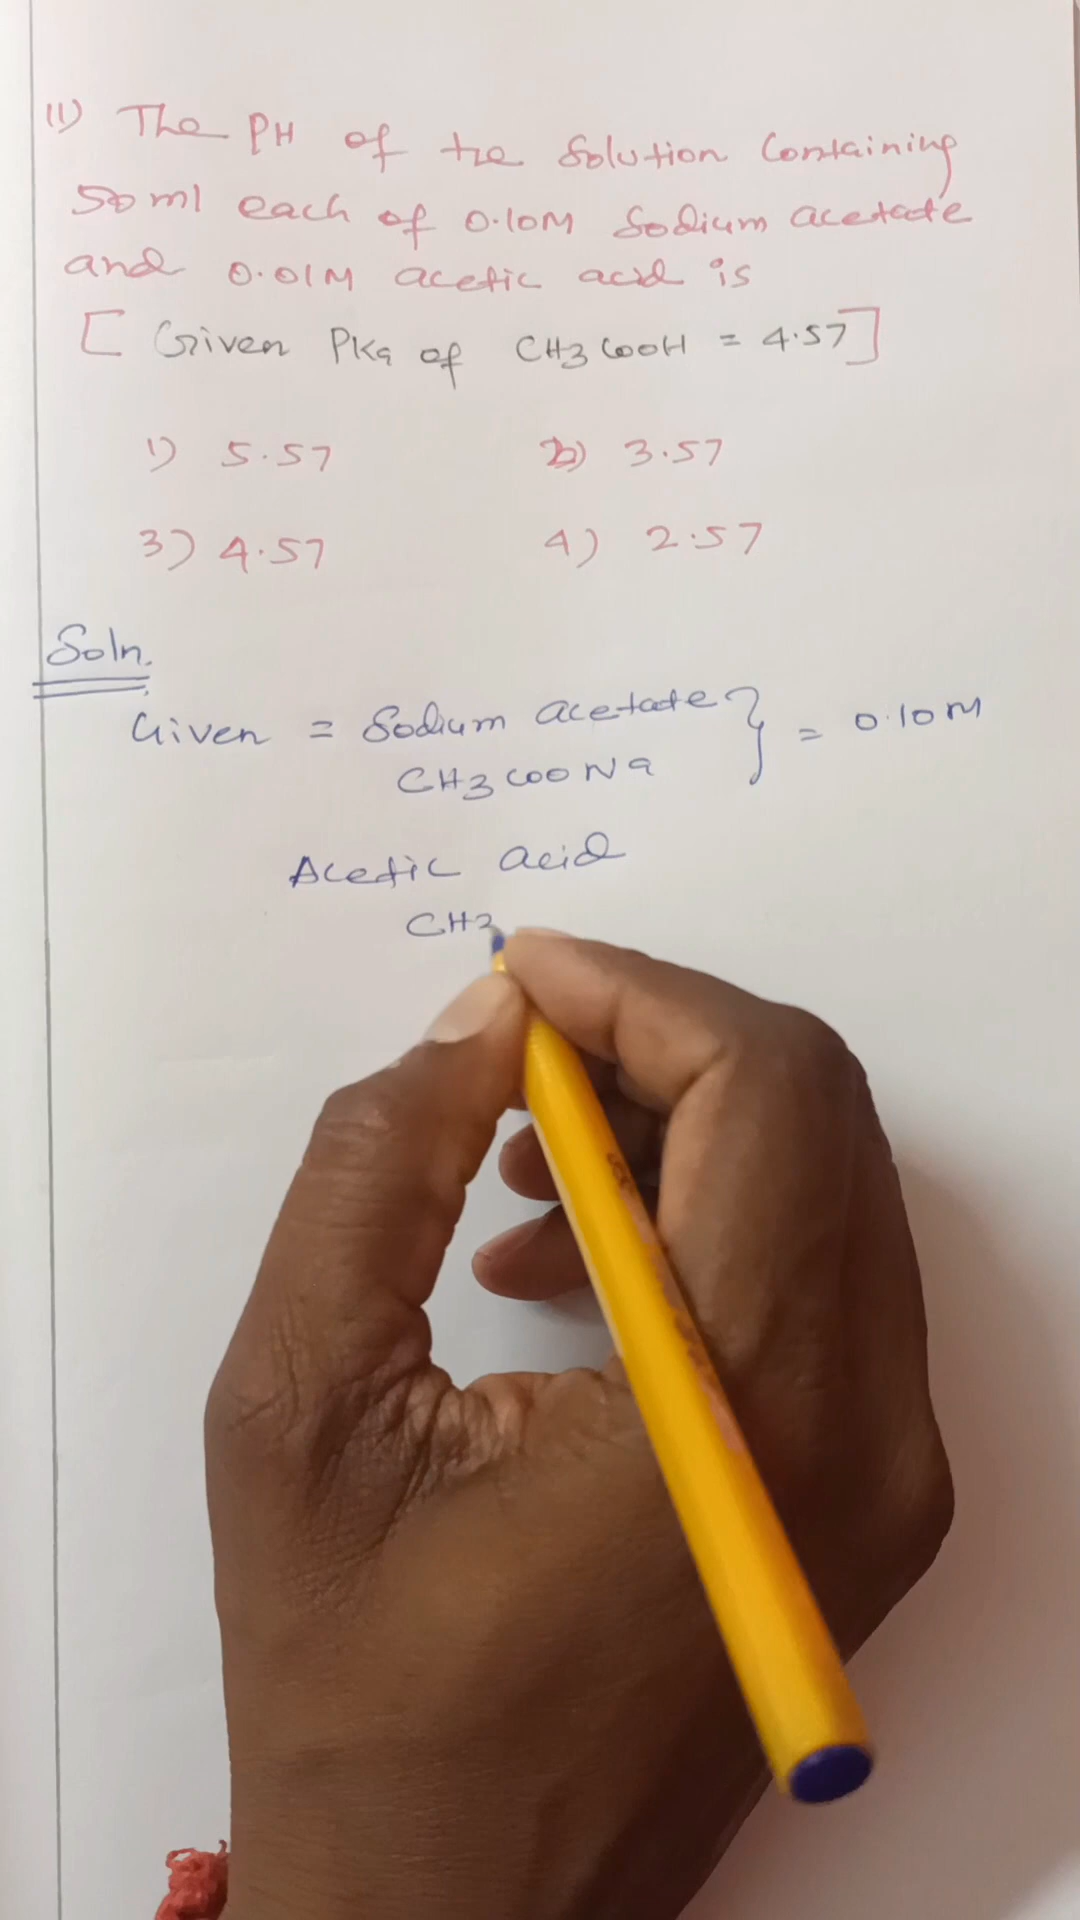 11) The PH of the Solution Containing
50 ml each of 0.10M Sodium acetate
and 0.01M acetic acid is
[ Given PKa of CH3COOH = 4.57]
1) 5.57 2) 3.57
3) 4.57 4) 2.57
Soln.
Given = Sodium acetate } = 0.10M
CH3COONa
Acetic acid
CH3